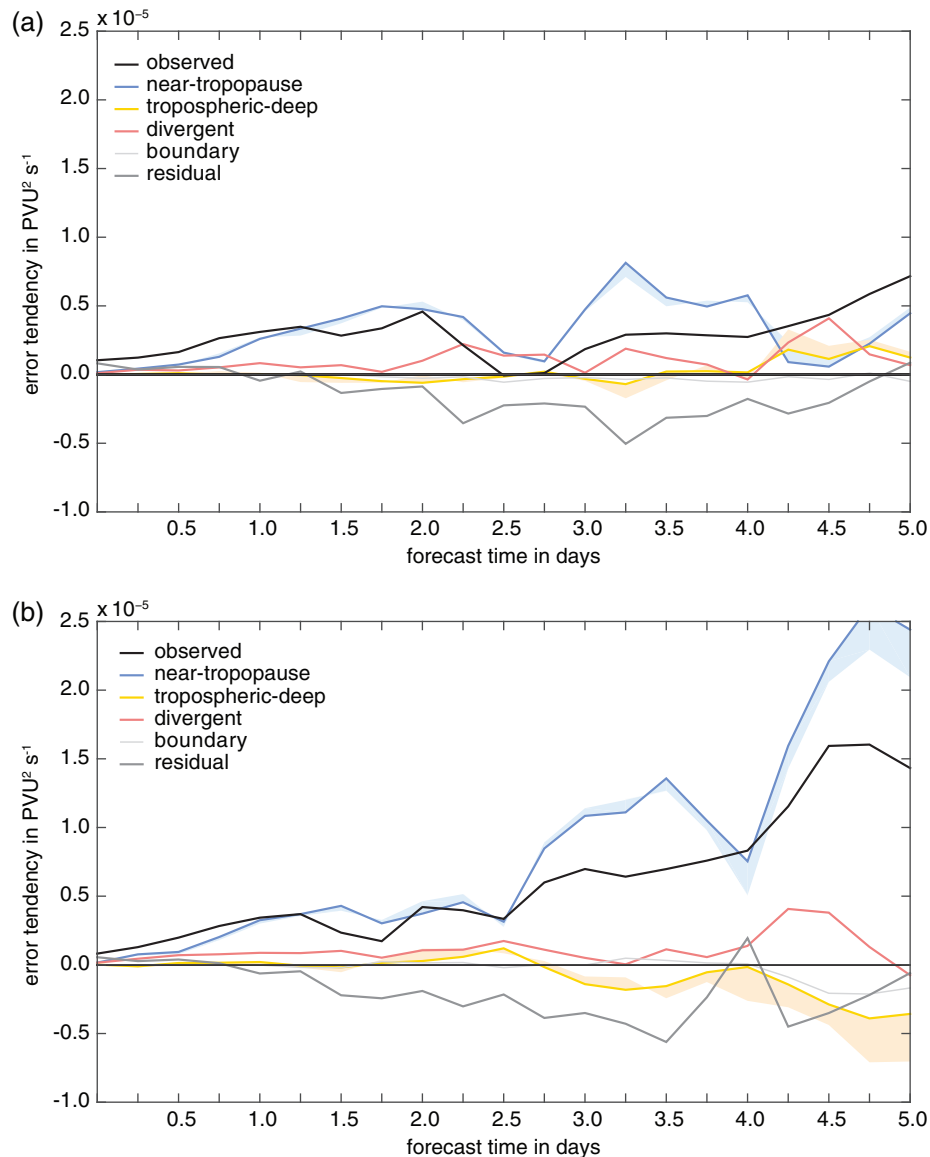 (a)
x 10⁻⁵
2.5
2.0
1.5
1.0
0.5
0.0
-0.5
-1.0
error tendency in PVU² s⁻¹
observed
near-tropopause
tropospheric-deep
divergent
boundary
residual
0.5 1.0 1.5 2.0 2.5 3.0 3.5 4.0 4.5 5.0
forecast time in days
(b)
x 10⁻⁵
2.5
2.0
1.5
1.0
0.5
0.0
-0.5
-1.0
error tendency in PVU² s⁻¹
observed
near-tropopause
tropospheric-deep
divergent
boundary
residual
0.5 1.0 1.5 2.0 2.5 3.0 3.5 4.0 4.5 5.0
forecast time in days